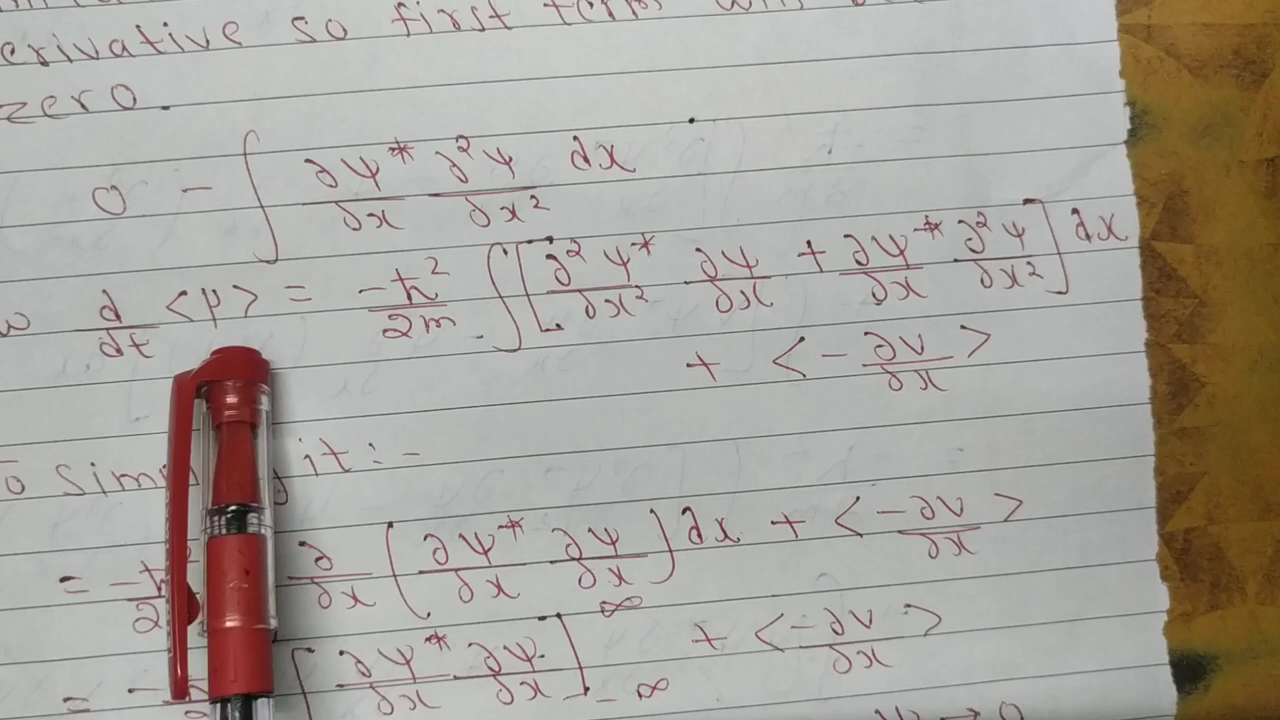 erivative so first
zero.
0 - ∫ ∂ψ*/∂x ∂²ψ/∂x² dx
d/dt <p> = -ħ²/2m ∫ [∂²ψ*/∂x² ∂ψ/∂x + ∂ψ*/∂x ∂²ψ/∂x²] dx
+ <-∂V/∂x>
it:-
= - ∂/∂x (∂ψ*/∂x ∂ψ/∂x) dx + <-∂V/∂x>
= - [∂ψ*/∂x ∂ψ/∂x]^∞_-∞ + <-∂V/∂x>